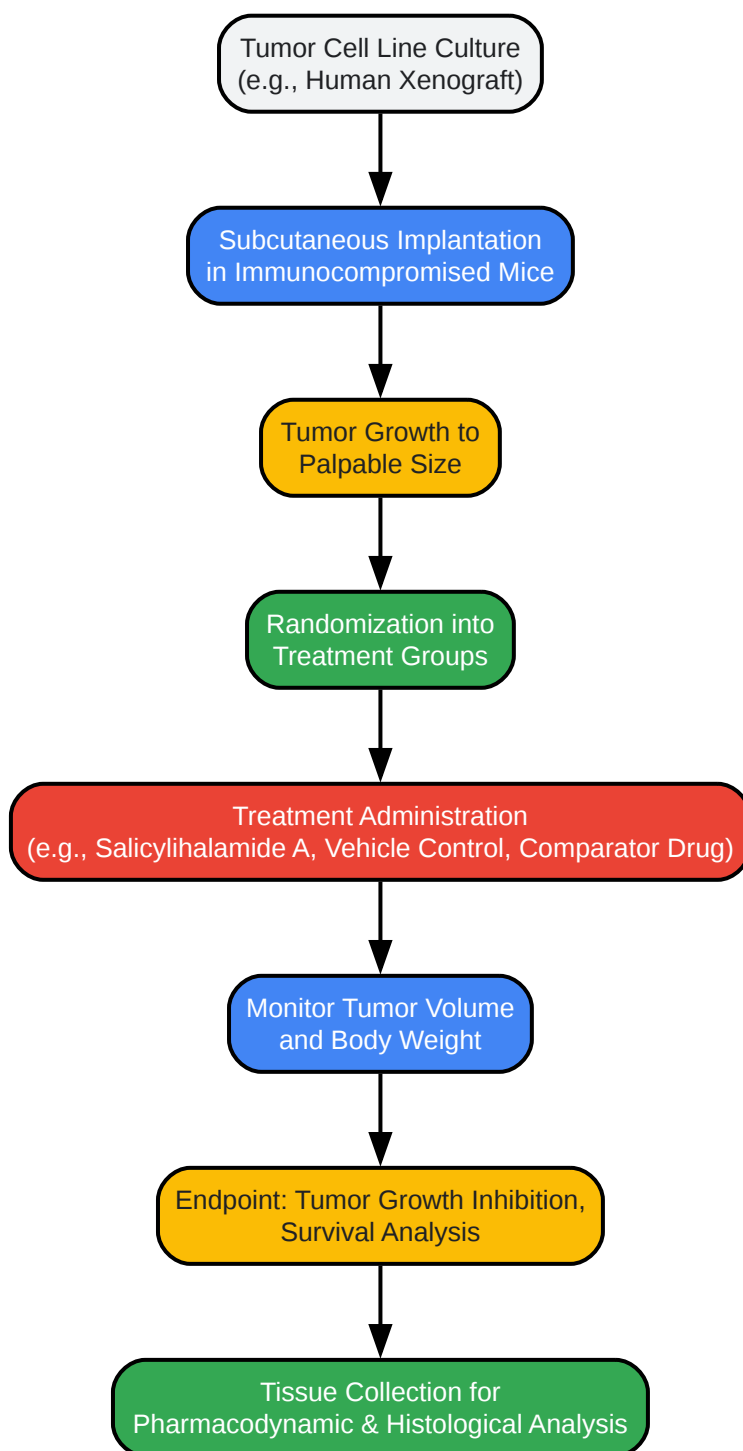 Tumor Cell Line Culture
(e.g., Human Xenograft)
Subcutaneous Implantation
in Immunocompromised Mice
Tumor Growth to
Palpable Size
Randomization into
Treatment Groups
Treatment Administration
(e.g., Salicylihalamide A, Vehicle Control, Comparator Drug)
Monitor Tumor Volume
and Body Weight
Endpoint: Tumor Growth Inhibition,
Survival Analysis
Tissue Collection for
Pharmacodynamic & Histological Analysis